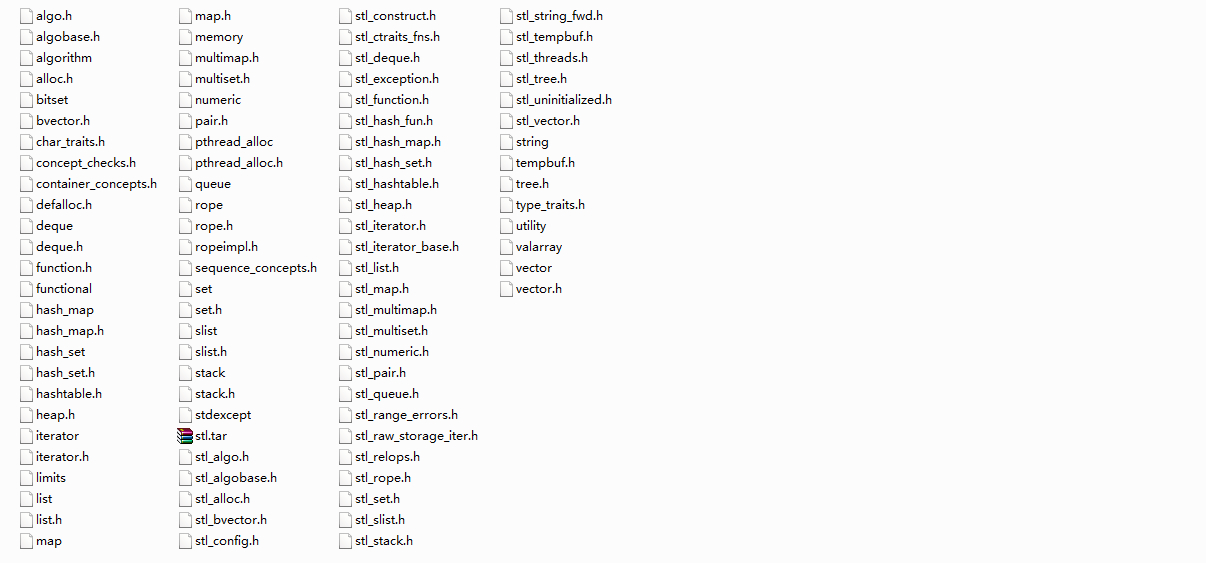 algo.h
algobase.h
algorithm
alloc.h
bitset
bvector.h
char_traits.h
concept_checks.h
container_concepts.h
defalloc.h
deque
deque.h
function.h
functional
hash_map
hash_map.h
hash_set
hash_set.h
hashtable.h
heap.h
iterator
iterator.h
limits
list
list.h
map
map.h
memory
multimap.h
multiset.h
numeric
pair.h
pthread_alloc
pthread_alloc.h
queue
rope
rope.h
ropeimpl.h
sequence_concepts.h
set
set.h
slist
slist.h
stack
stack.h
stdexcept
stl.tar
stl_algo.h
stl_algobase.h
stl_alloc.h
stl_bvector.h
stl_config.h
stl_construct.h
stl_ctraits_fns.h
stl_deque.h
stl_exception.h
stl_function.h
stl_hash_fun.h
stl_hash_map.h
stl_hash_set.h
stl_hashtable.h
stl_heap.h
stl_iterator.h
stl_iterator_base.h
stl_list.h
stl_map.h
stl_multimap.h
stl_multiset.h
stl_numeric.h
stl_pair.h
stl_queue.h
stl_range_errors.h
stl_raw_storage_iter.h
stl_relops.h
stl_rope.h
stl_set.h
stl_slist.h
stl_stack.h
stl_string_fwd.h
stl_tempbuf.h
stl_threads.h
stl_tree.h
stl_uninitialized.h
stl_vector.h
string
tempbuf.h
tree.h
type_traits.h
utility
valarray
vector
vector.h